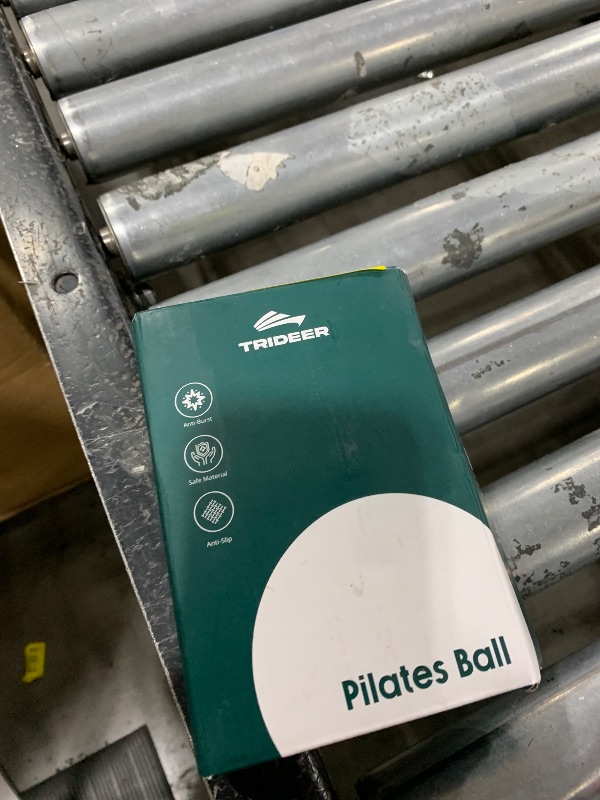 TRIDEER
Anti-Burst
Safe Material
Anti-Slip
Pilates Ball